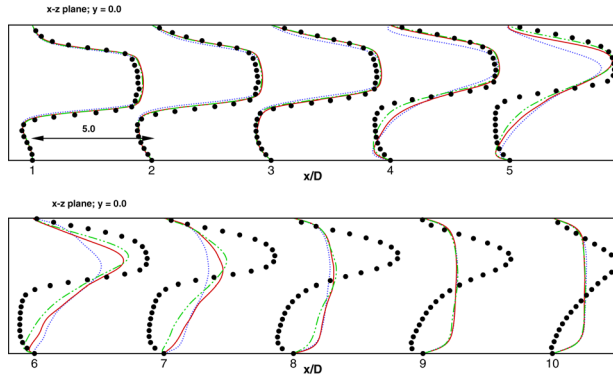 x-z plane; y = 0.0
5.0
1 2 3 4 5
x/D
x-z plane; y = 0.0
6 7 8 9 10
x/D